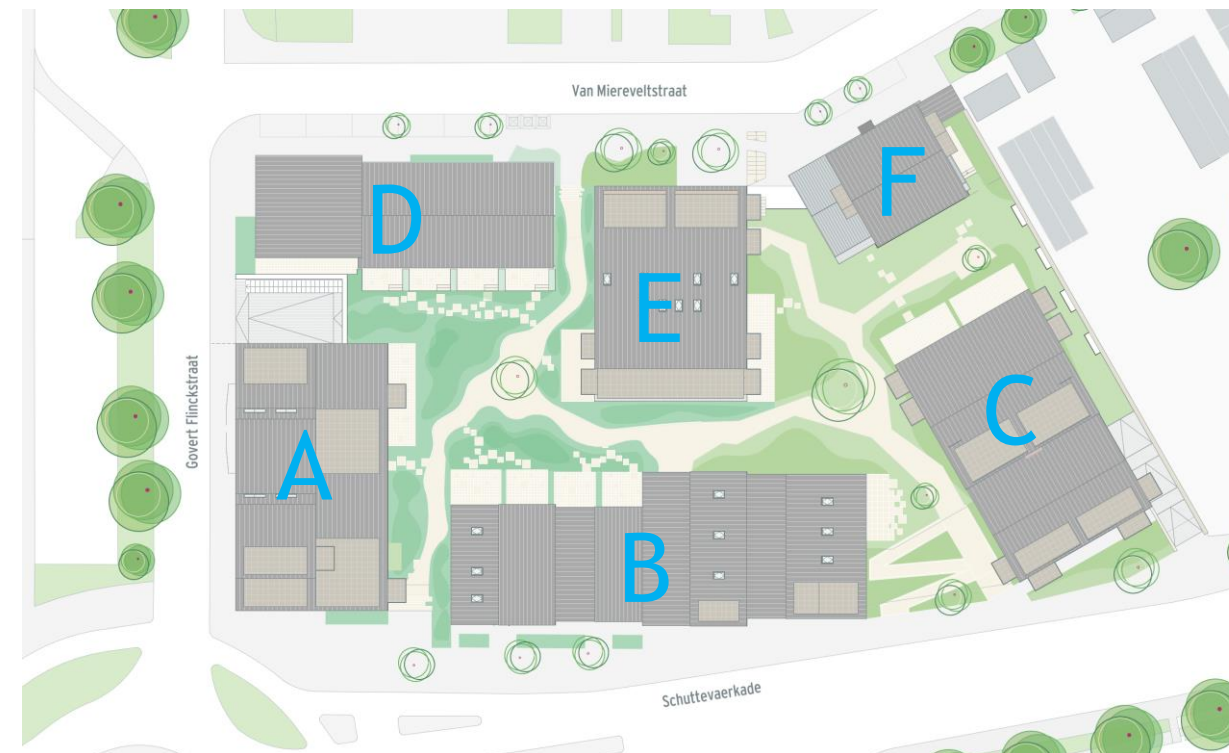 Van Miereveltstraat
F
D
E
Govert Flinckstraat
C
A
B
Schuttevaerkade